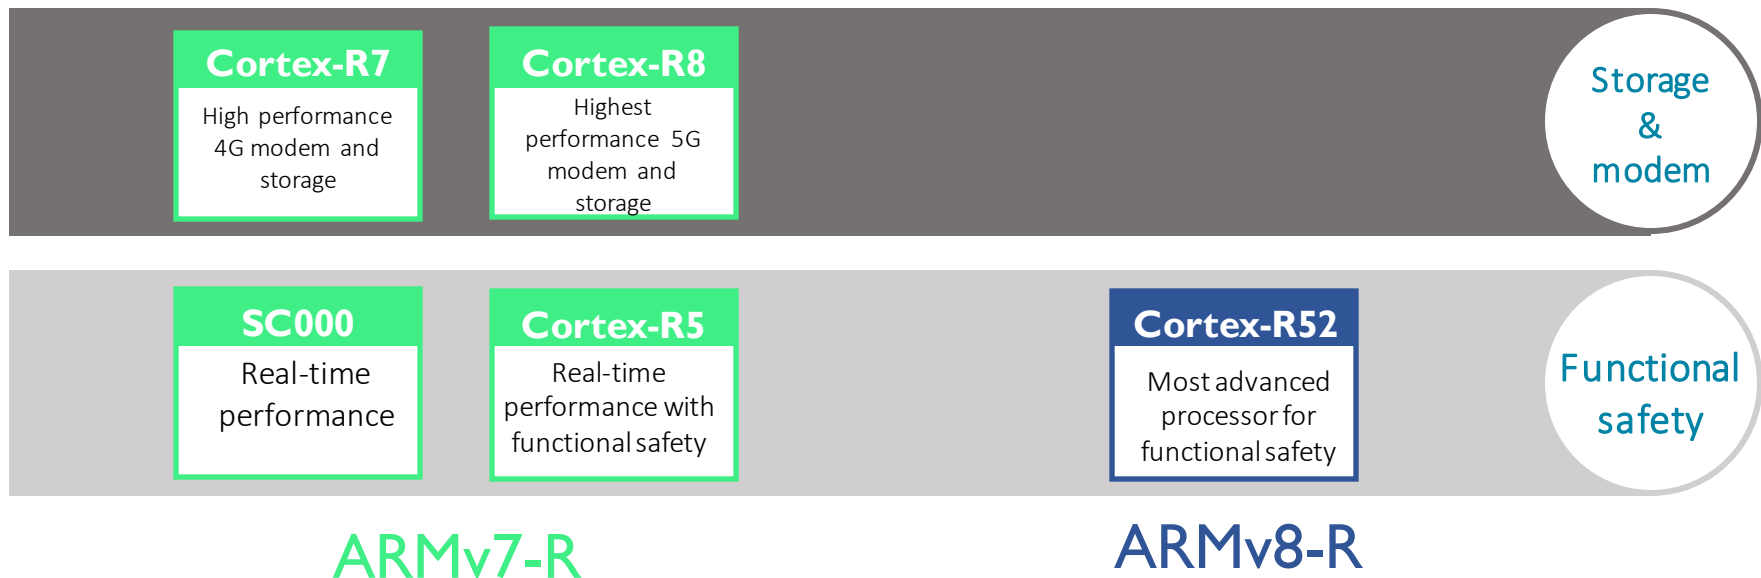 Cortex-R7
High performance
4G modem and
storage
Cortex-R8
Highest
performance 5G
modem and
storage
Storage
&
modem
SC000
Real-time
performance
Cortex-R5
Real-time
performance with
functional safety
Cortex-R52
Most advanced
processor for
functional safety
Functional
safety
ARMv7-R
ARMv8-R